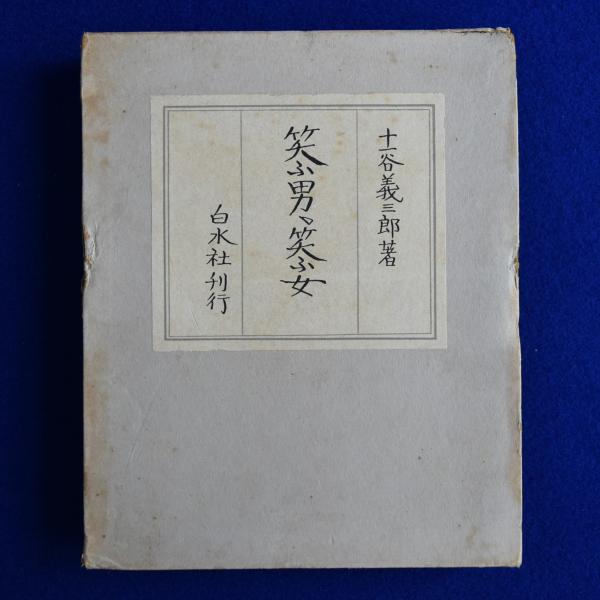 十一谷義三郎著
笑ふ男、笑ふ女
白水社刊行